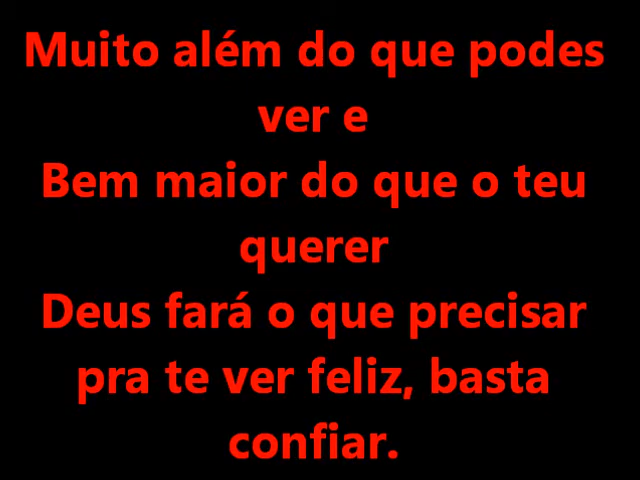 Muito além do que podes
ver e
Bem maior do que o teu
querer
Deus fará o que precisar
pra te ver feliz, basta
confiar.